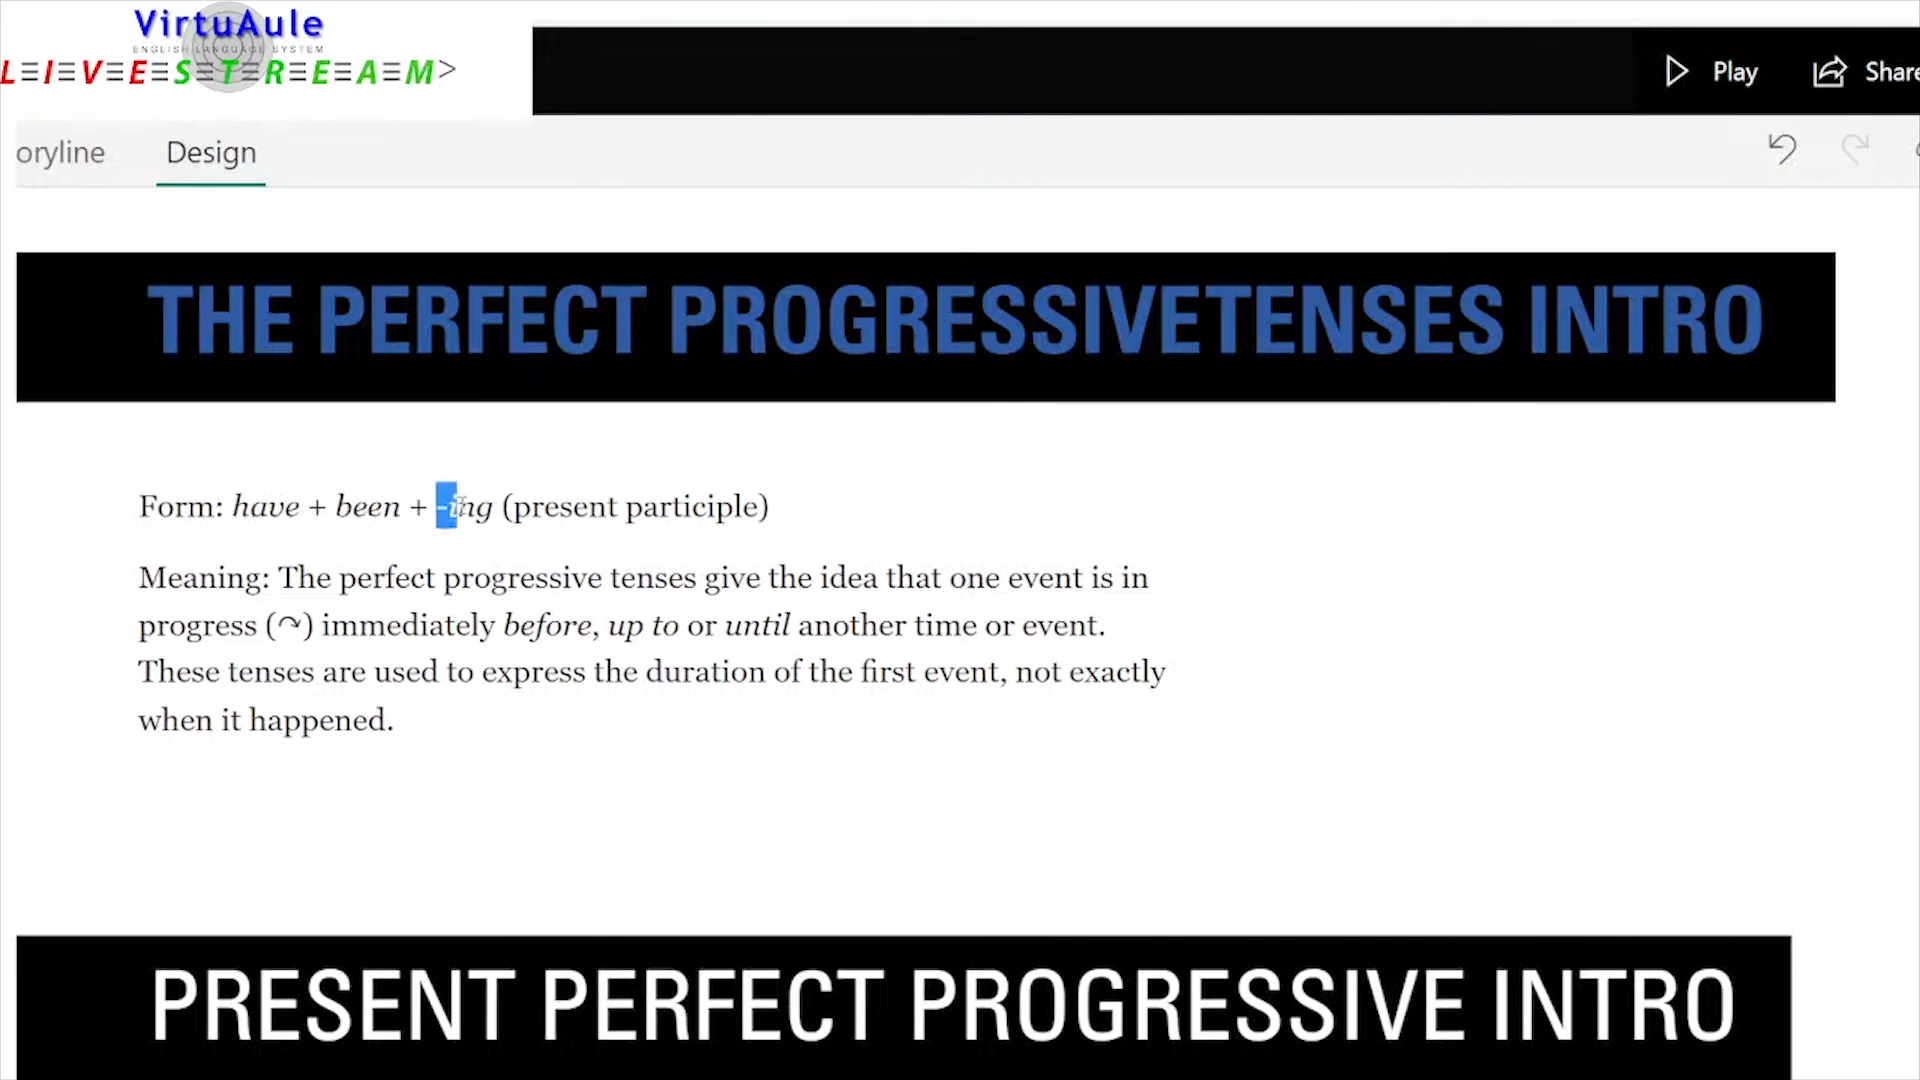 VirtuAule
ENGLISH LANGUAGE SYSTEM
L≡I≡V≡E≡S≡T≡R≡E≡A≡M>
Play
Share
oryline
Design
THE PERFECT PROGRESSIVETENSES INTRO
Form: have + been + -ing (present participle)
Meaning: The perfect progressive tenses give the idea that one event is in
progress (↷) immediately before, up to or until another time or event.
These tenses are used to express the duration of the first event, not exactly
when it happened.
PRESENT PERFECT PROGRESSIVE INTRO